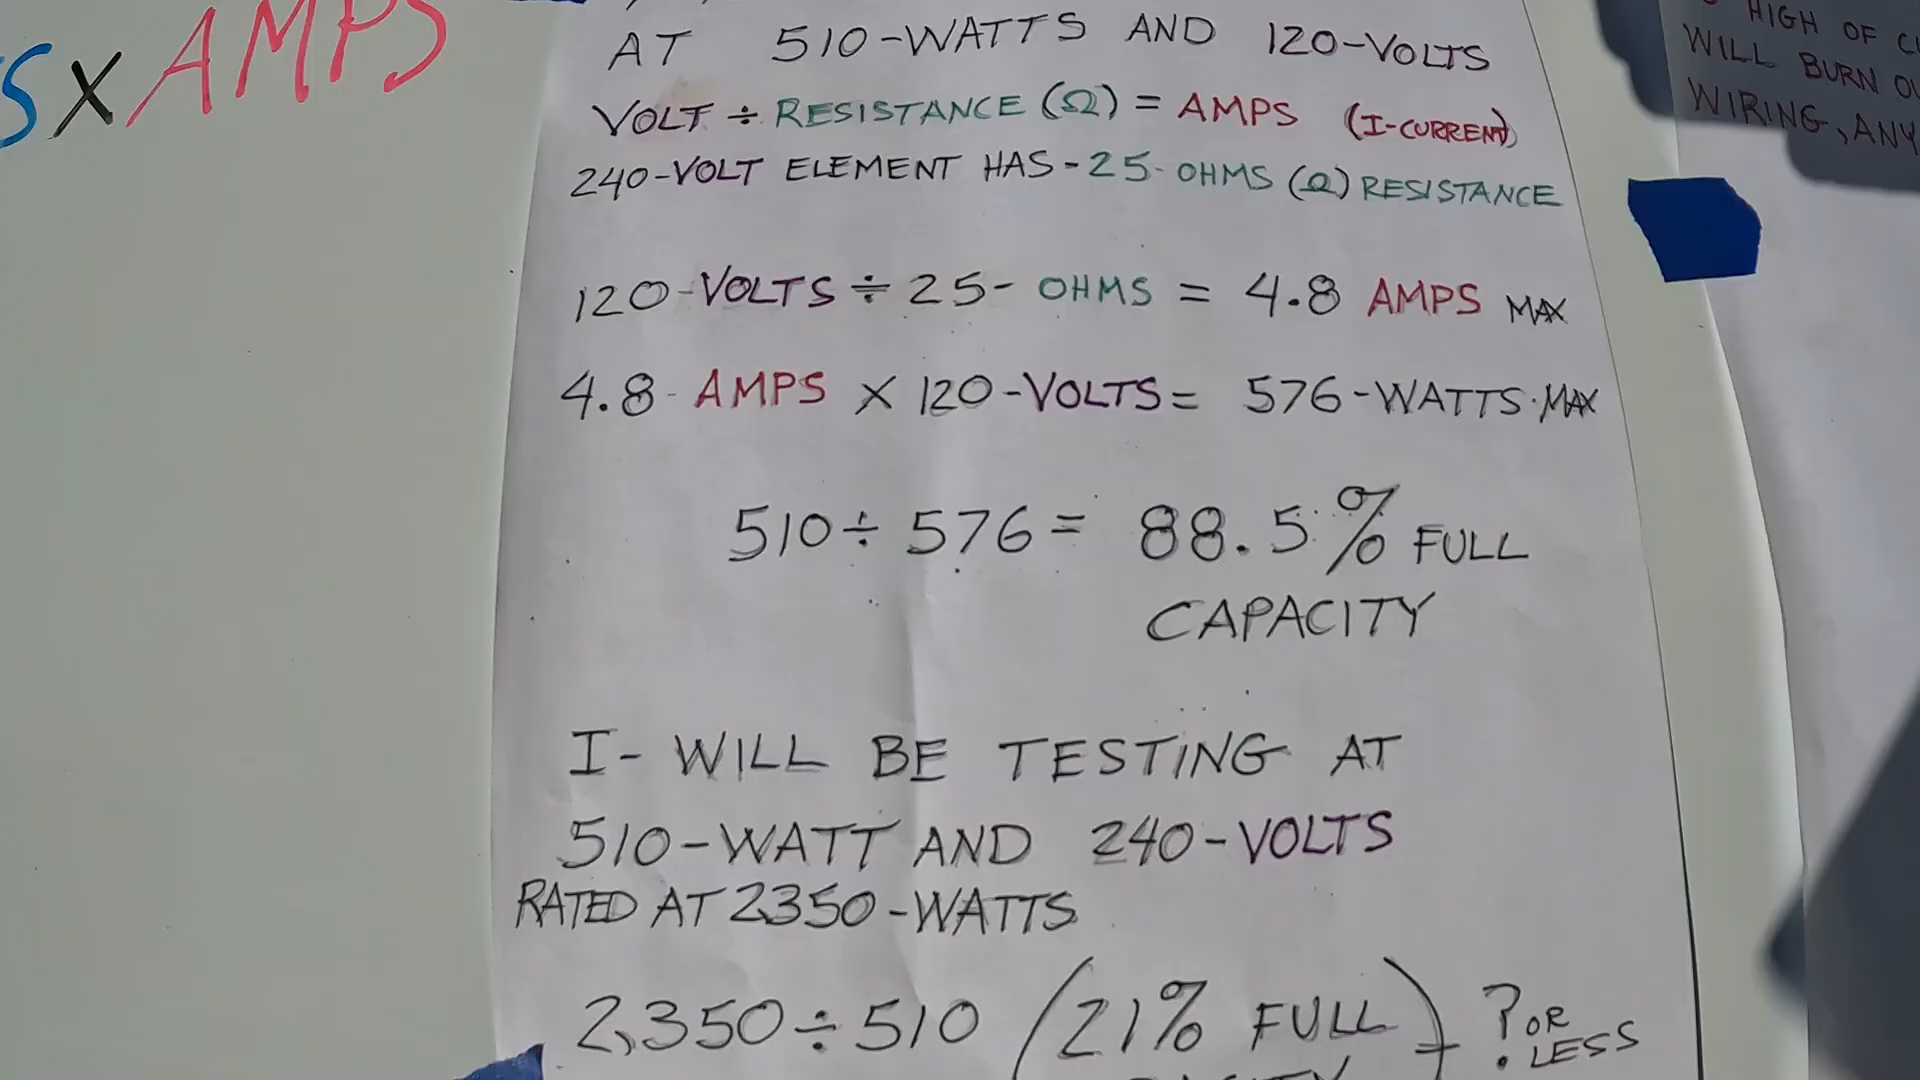 S X AMPS
AT 510-WATTS AND 120-VOLTS
VOLT ÷ RESISTANCE (Ω) = AMPS (I-CURRENT)
240-VOLT ELEMENT HAS-25-OHMS (Ω) RESISTANCE
120-VOLTS ÷ 25- OHMS = 4.8 AMPS MAX
4.8-AMPS X 120-VOLTS = 576-WATTS·MAX
510 ÷ 576 = 88.5% FULL
CAPACITY
I- WILL BE TESTING AT
510-WATT AND 240-VOLTS
RATED AT 2350-WATTS
2,350 ÷ 510 (21% FULL ) ? OR
LESS
HIGH OF
WILL BURN
WIRING, ANY